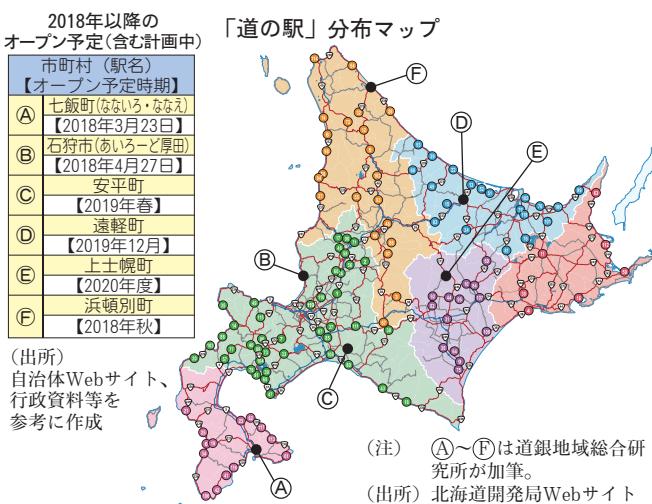 2018年以降の
オープン予定(含む計画中)
市町村(駅名)
【オープン予定時期】
Ⓐ 七飯町(なないろ・ななえ)
【2018年3月23日】
Ⓑ 石狩市(あいろーど厚田)
【2018年4月27日】
Ⓒ 安平町
【2019年春】
Ⓓ 遠軽町
【2019年12月】
Ⓔ 上士幌町
【2020年度】
Ⓕ 浜頓別町
【2018年秋】
(出所)
自治体Webサイト、
行政資料等を
参考に作成
「道の駅」分布マップ
Ⓕ
Ⓓ
Ⓔ
Ⓑ
Ⓒ
Ⓐ
(注) Ⓐ~Ⓕは道銀地域総合研
究所が加筆。
(出所) 北海道開発局Webサイト